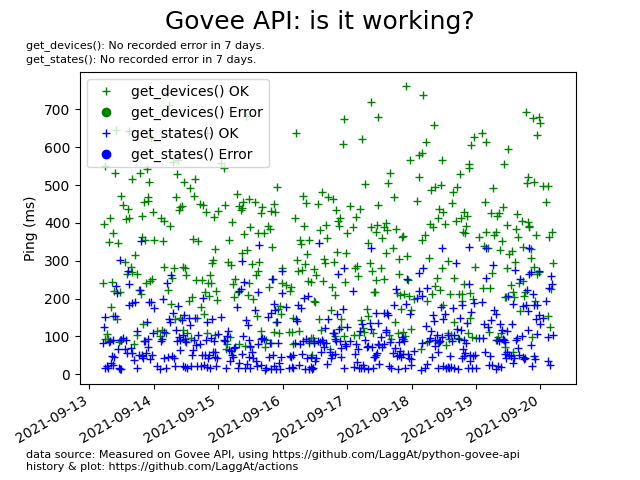 Govee API: is it working?
get_devices(): No recorded error in 7 days.
get_states(): No recorded error in 7 days.
get_devices() OK
get_devices() Error
get_states() OK
get_states() Error
Ping (ms)
700
600
500
400
300
200
100
0
2021-09-13
2021-09-14
2021-09-15
2021-09-16
2021-09-17
2021-09-18
2021-09-19
2021-09-20
data source: Measured on Govee API, using https://github.com/LaggAt/python-govee-api
history & plot: https://github.com/LaggAt/actions